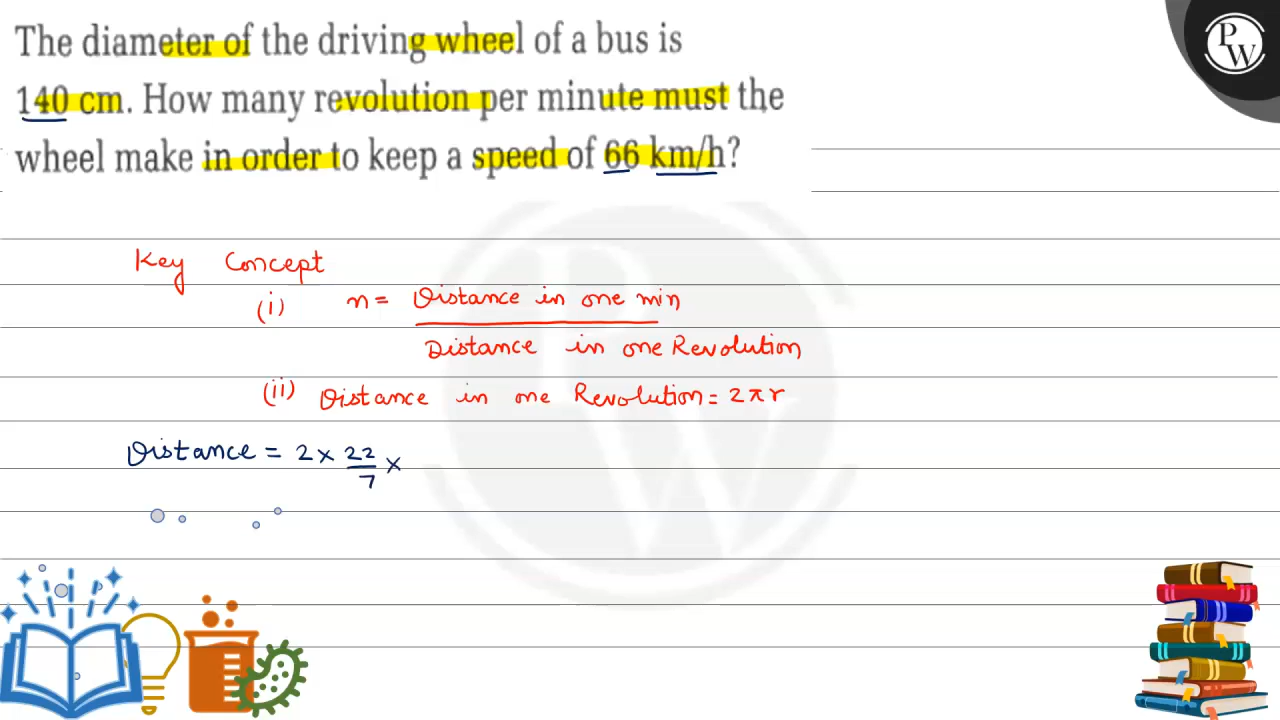 The diameter of the driving wheel of a bus is
140 cm. How many revolution per minute must the
wheel make in order to keep a speed of 66 km/h?
PW
Key Concept
(i) n = Distance in one min
Distance in one Revolution
(ii) Distance in one Revolution = 2πr
Distance = 2 × 22/7 ×